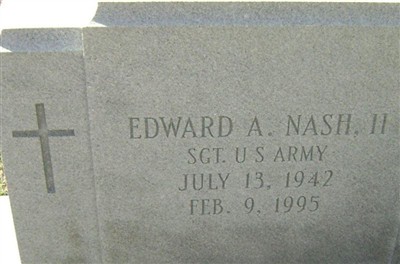 EDWARD A. NASH, II
SGT. U S ARMY
JULY 13, 1942
FEB. 9, 1995